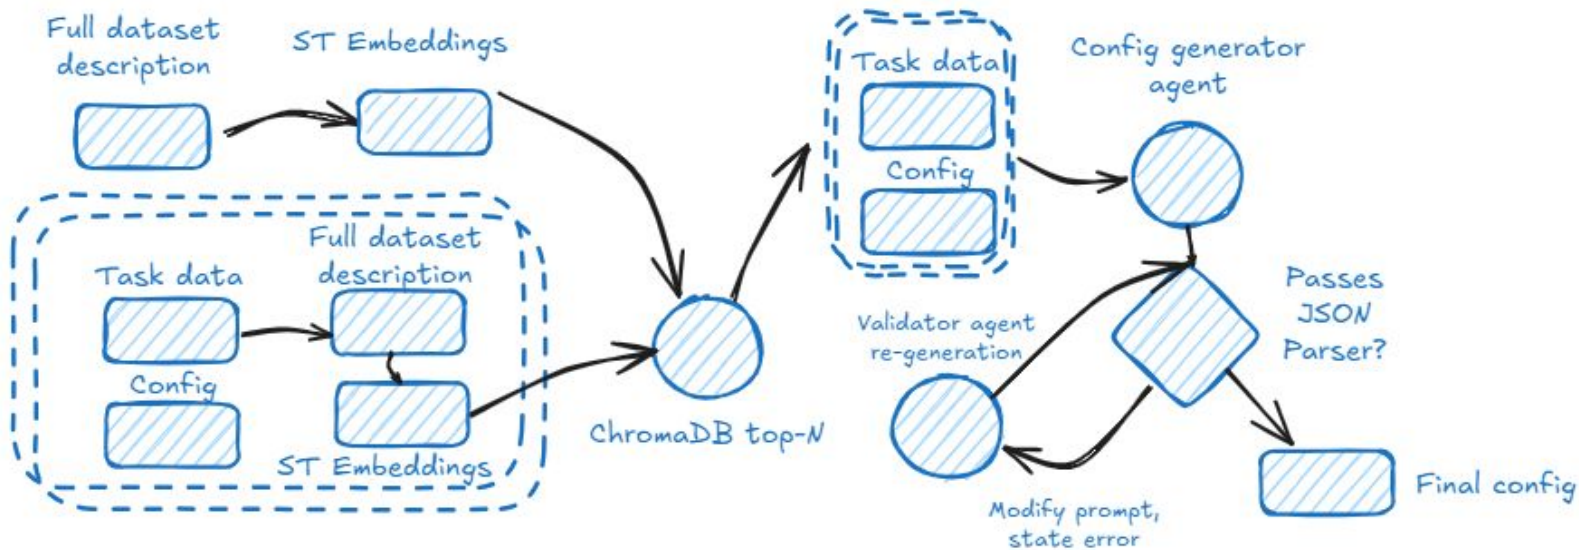 Full dataset
description
ST Embeddings
Task data
Full dataset
description
Config
ST Embeddings
ChromaDB top-N
Task data
Config
Config generator
agent
Passes
JSON
Parser?
Validator agent
re-generation
Modify prompt,
state error
Final config